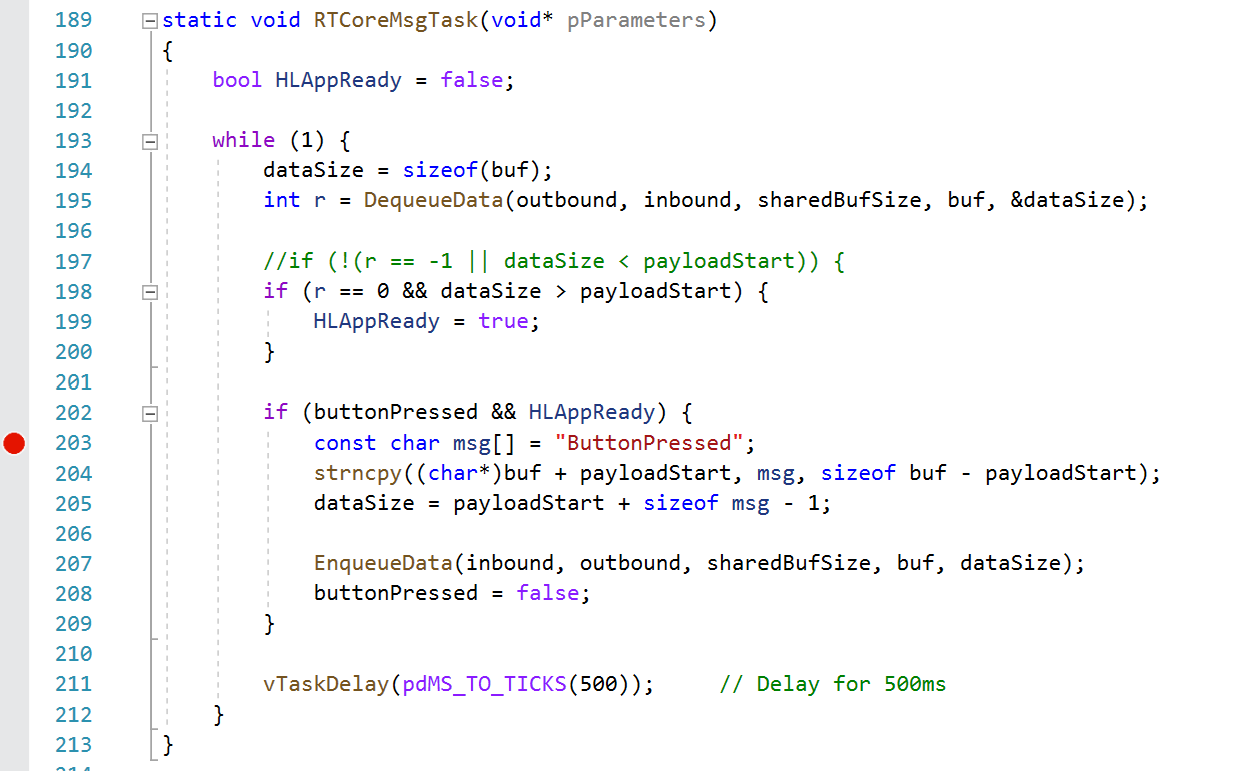 189 static void RTCoreMsgTask(void* pParameters)
190 {
191 bool HLAppReady = false;
192
193 while (1) {
194 dataSize = sizeof(buf);
195 int r = DequeueData(outbound, inbound, sharedBufSize, buf, &dataSize);
196
197 //if (!(r == -1 || dataSize < payloadStart)) {
198 if (r == 0 && dataSize > payloadStart) {
199 HLAppReady = true;
200 }
201
202 if (buttonPressed && HLAppReady) {
203 const char msg[] = "ButtonPressed";
204 strncpy((char*)buf + payloadStart, msg, sizeof buf - payloadStart);
205 dataSize = payloadStart + sizeof msg - 1;
206
207 EnqueueData(inbound, outbound, sharedBufSize, buf, dataSize);
208 buttonPressed = false;
209 }
210
211 vTaskDelay(pdMS_TO_TICKS(500)); // Delay for 500ms
212 }
213 }